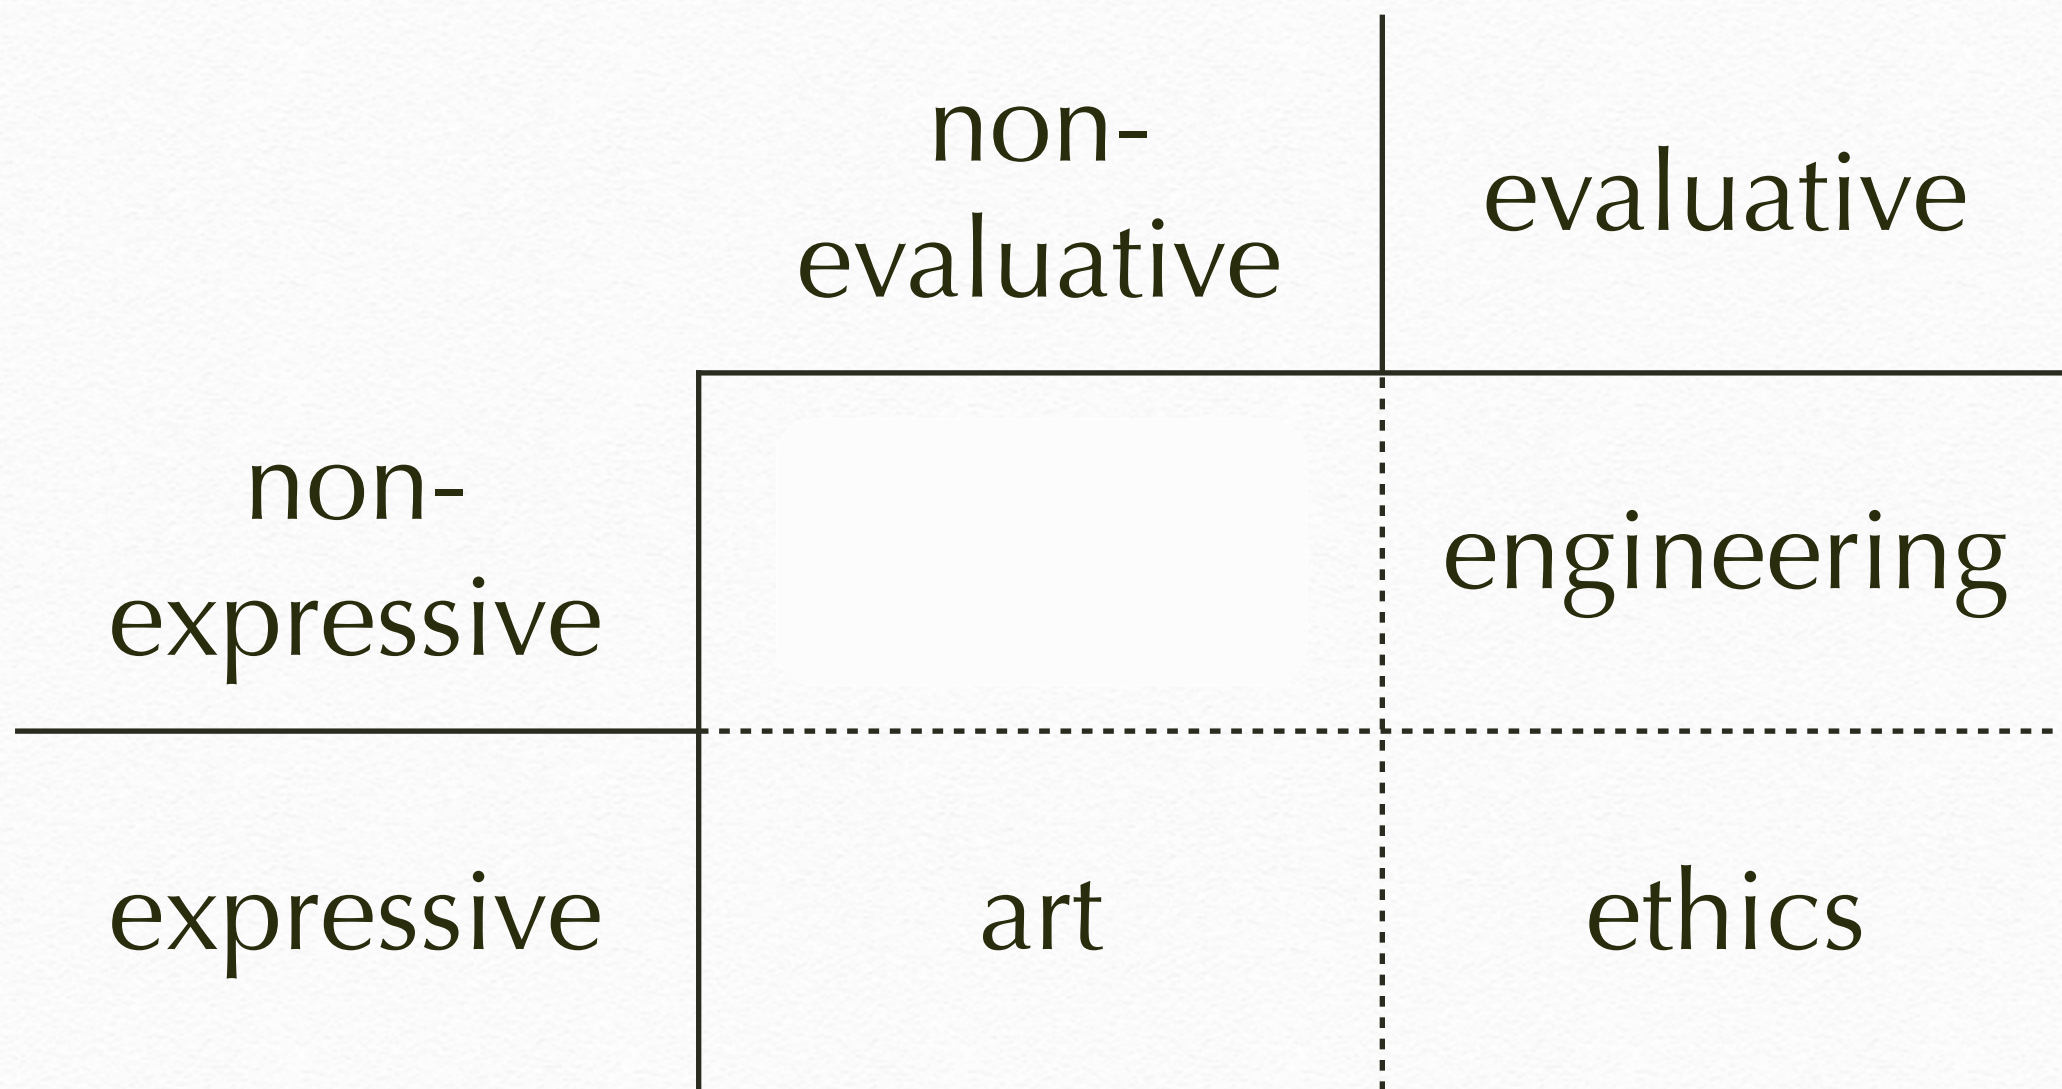 non-
evaluative
evaluative
non-
expressive
engineering
expressive
art
ethics